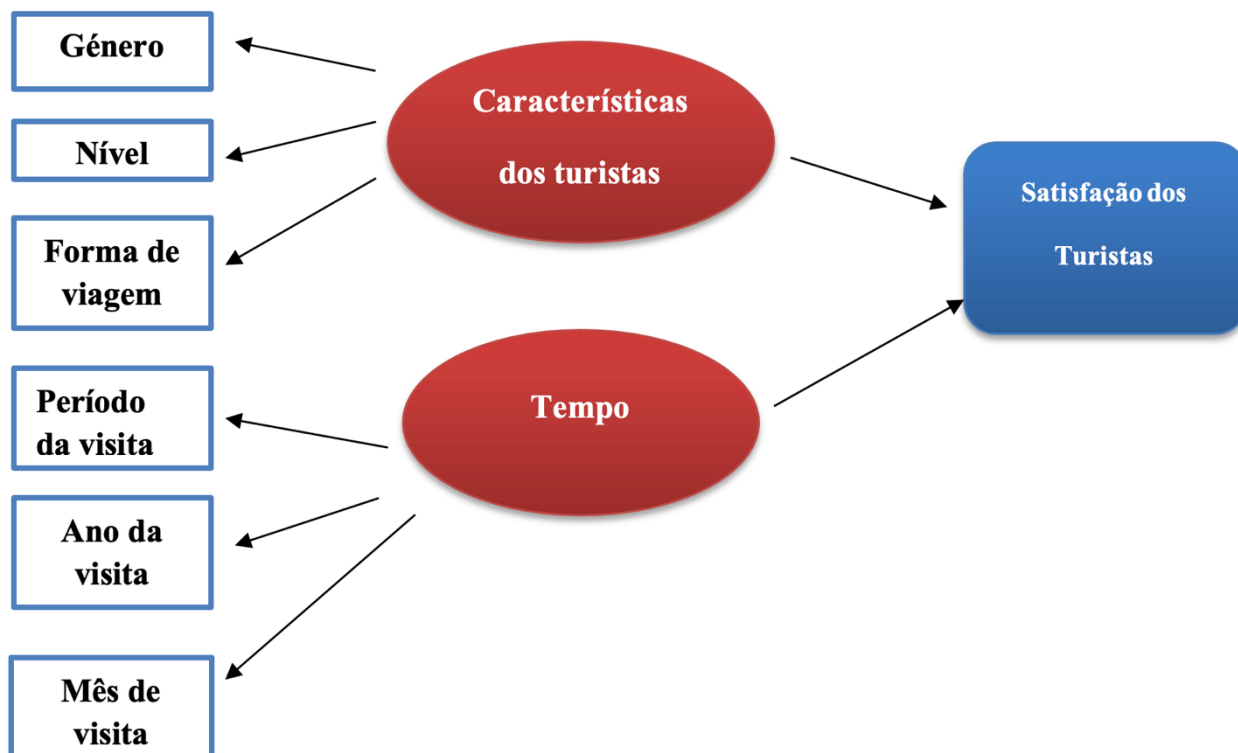 Género
Nível
Forma de
viagem
Período
da visita
Ano da
visita
Mês de
visita
Características
dos turistas
Tempo
Satisfação dos
Turistas